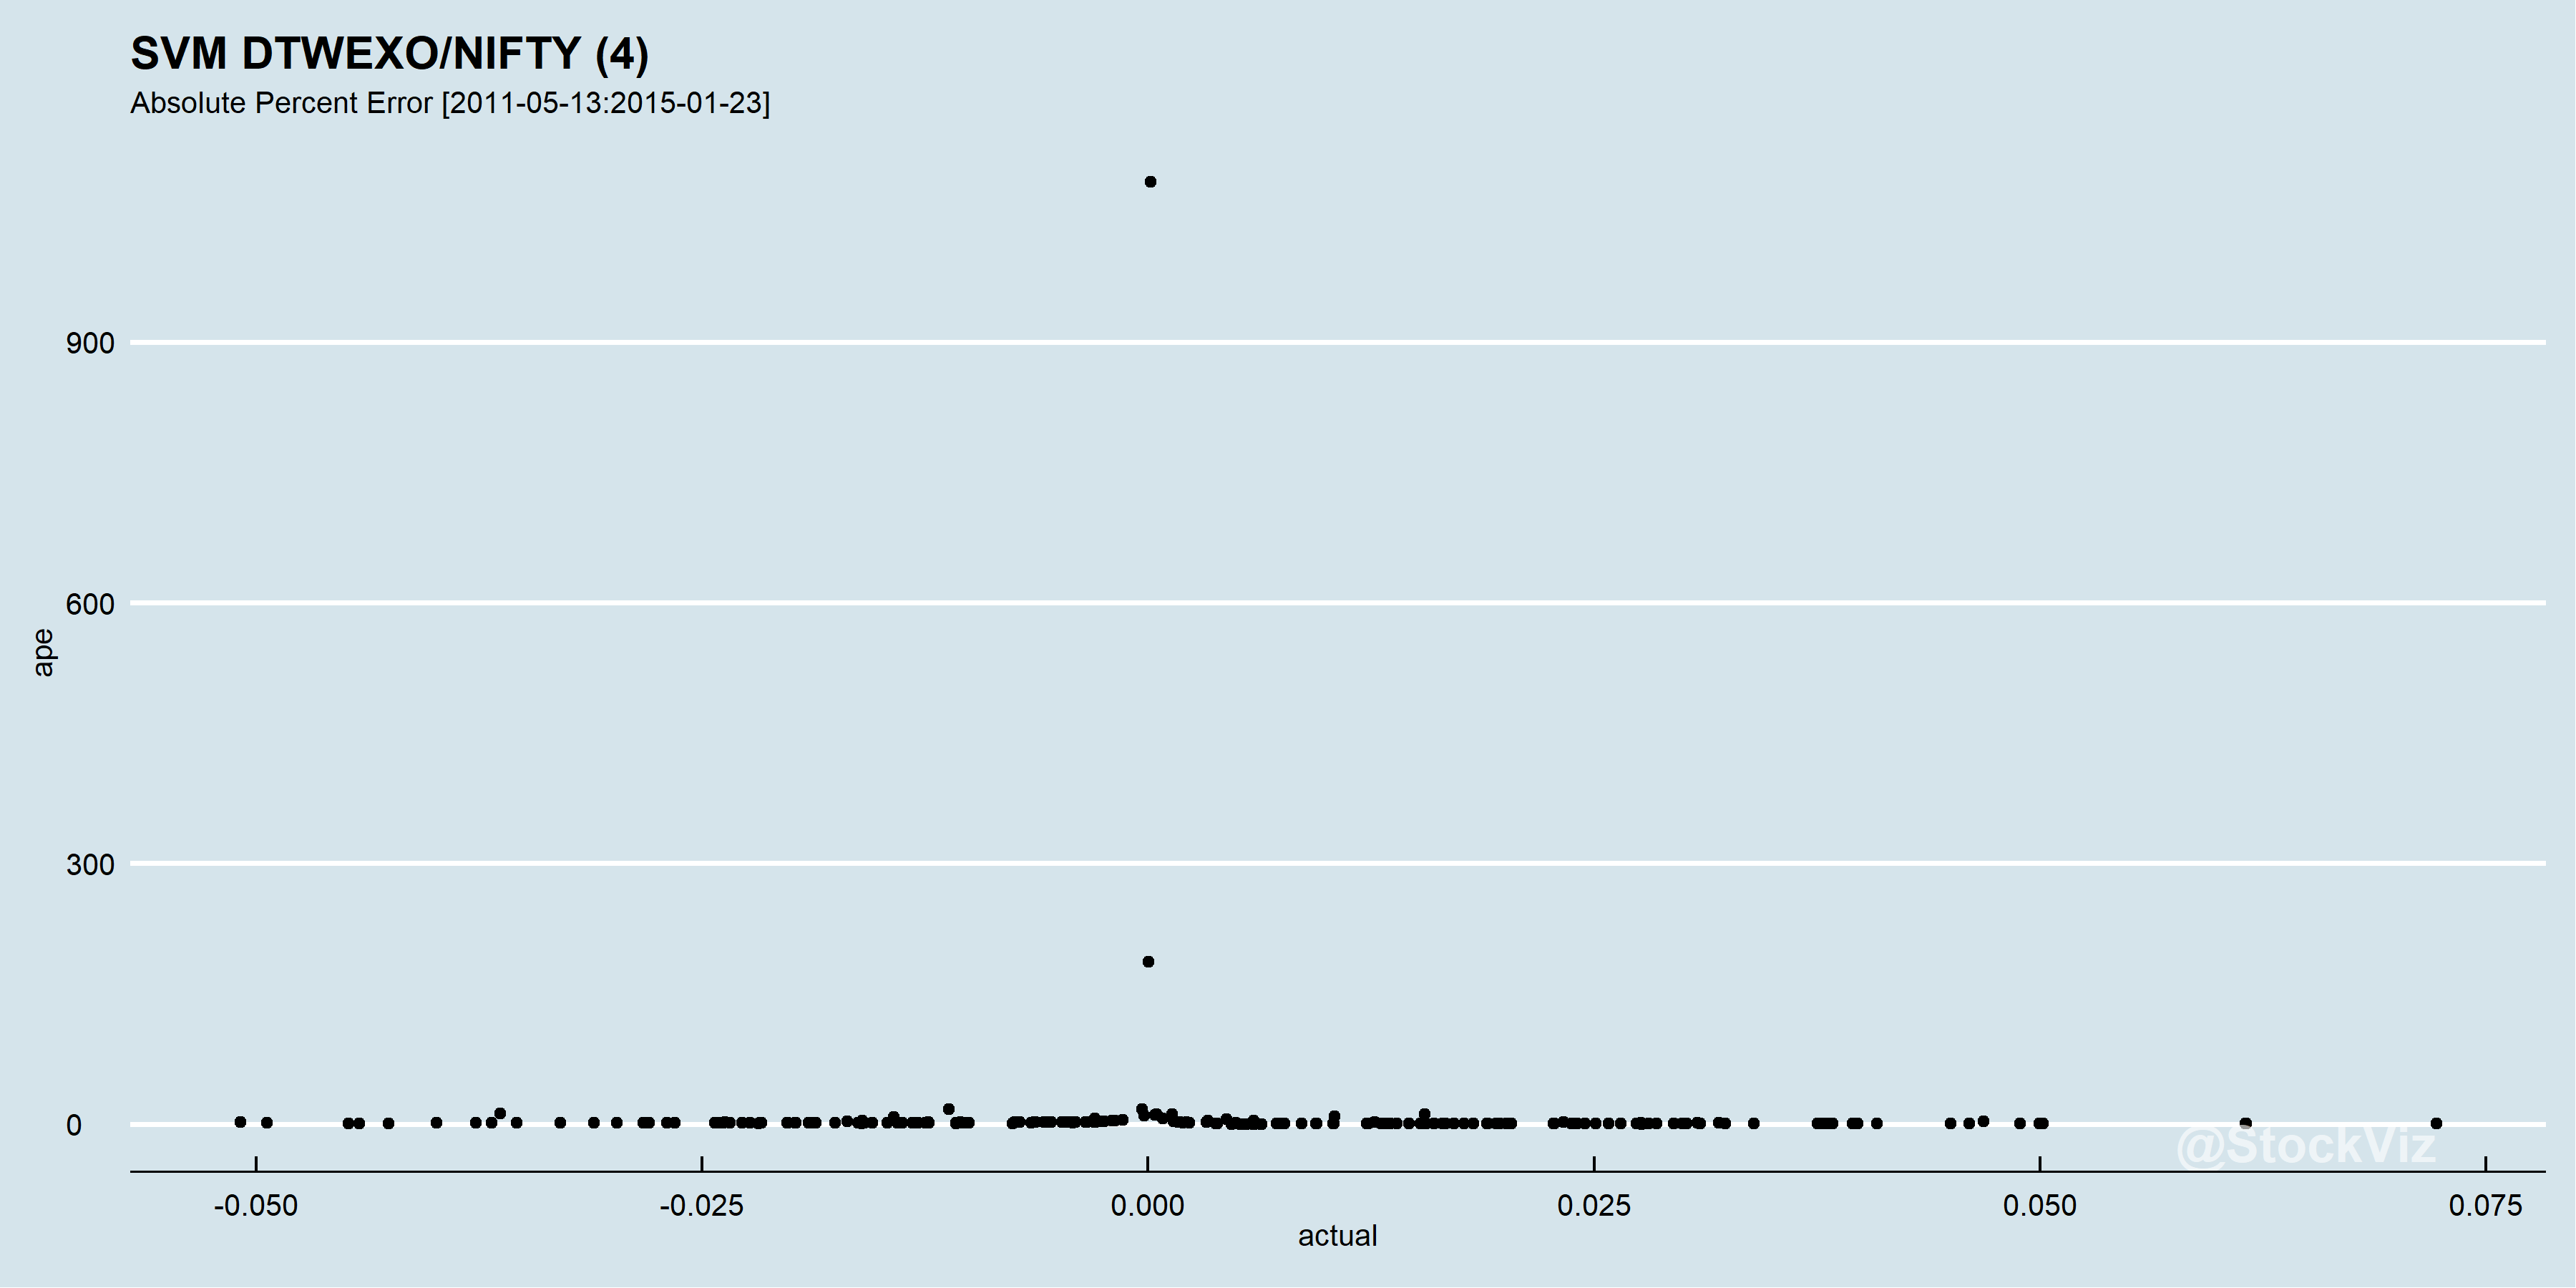 SVM DTWEXO/NIFTY (4)
Absolute Percent Error [2011-05-13:2015-01-23]
900
600
ape
300
0
@StockViz
-0.050 -0.025 0.000 0.025 0.050 0.075
actual